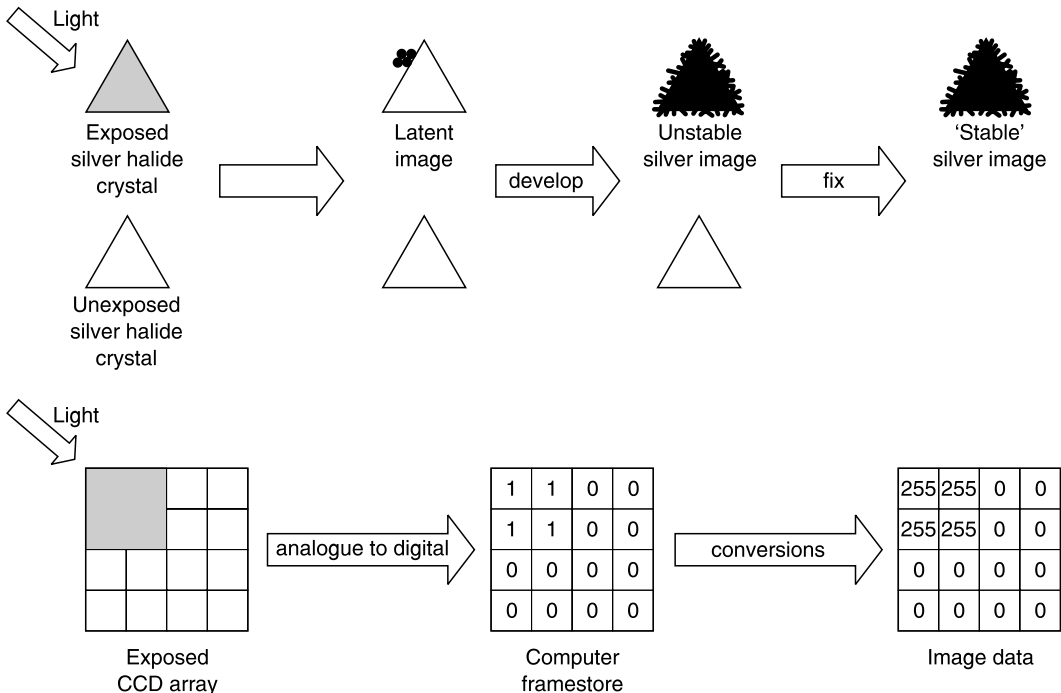 Light
Exposed
silver halide
crystal
Latent
image
Unstable
silver image
‘Stable’
silver image
develop
fix
Unexposed
silver halide
crystal
Light
1 1 0 0
1 1 0 0
0 0 0 0
0 0 0 0
255 255 0 0
255 255 0 0
0 0 0 0
0 0 0 0
analogue to digital
conversions
Exposed
CCD array
Computer
framestore
Image data